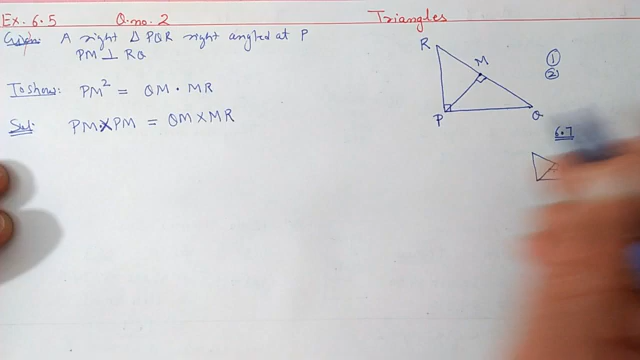 Ex. 6.5 Q.no. 2 Triangles
Given: A right Δ PQR right angled at P
PM ⊥ RQ
To show: PM² = QM · MR
Sol: PM × PM = QM × MR
R
M
P
Q
①
②
6.7